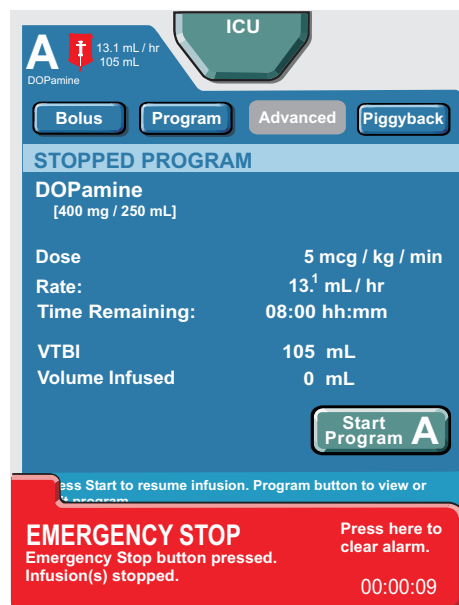 ICU
A
13.1 mL / hr
105 mL
DOPamine
Bolus Program Advanced Piggyback
STOPPED PROGRAM
DOPamine
[400 mg / 250 mL]
Dose 5 mcg / kg / min
Rate: 13.1 mL / hr
Time Remaining: 08:00 hh:mm
VTBI 105 mL
Volume Infused 0 mL
Start
Program A
Start to resume infusion. Program button to view or
program
EMERGENCY STOP
Emergency Stop button pressed.
Infusion(s) stopped.
Press here to
clear alarm.
00:00:09